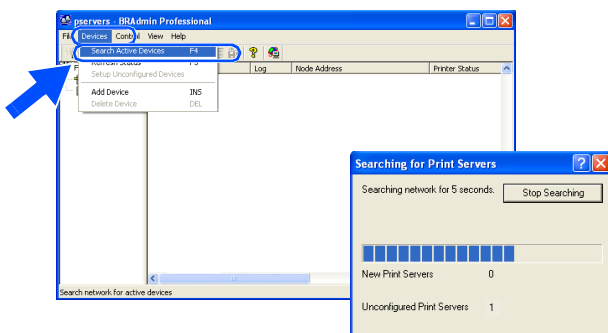 pservers - BRAdmin Professional
Devices Control View Help
Search Active Devices F4
Refresh Status F5
Setup Unconfigured Devices
Add Device INS
Delete Device DEL
Log Node Address Printer Status
Search network for active devices
Searching for Print Servers
Searching network for 5 seconds.
Stop Searching
New Print Servers 0
Unconfigured Print Servers 1